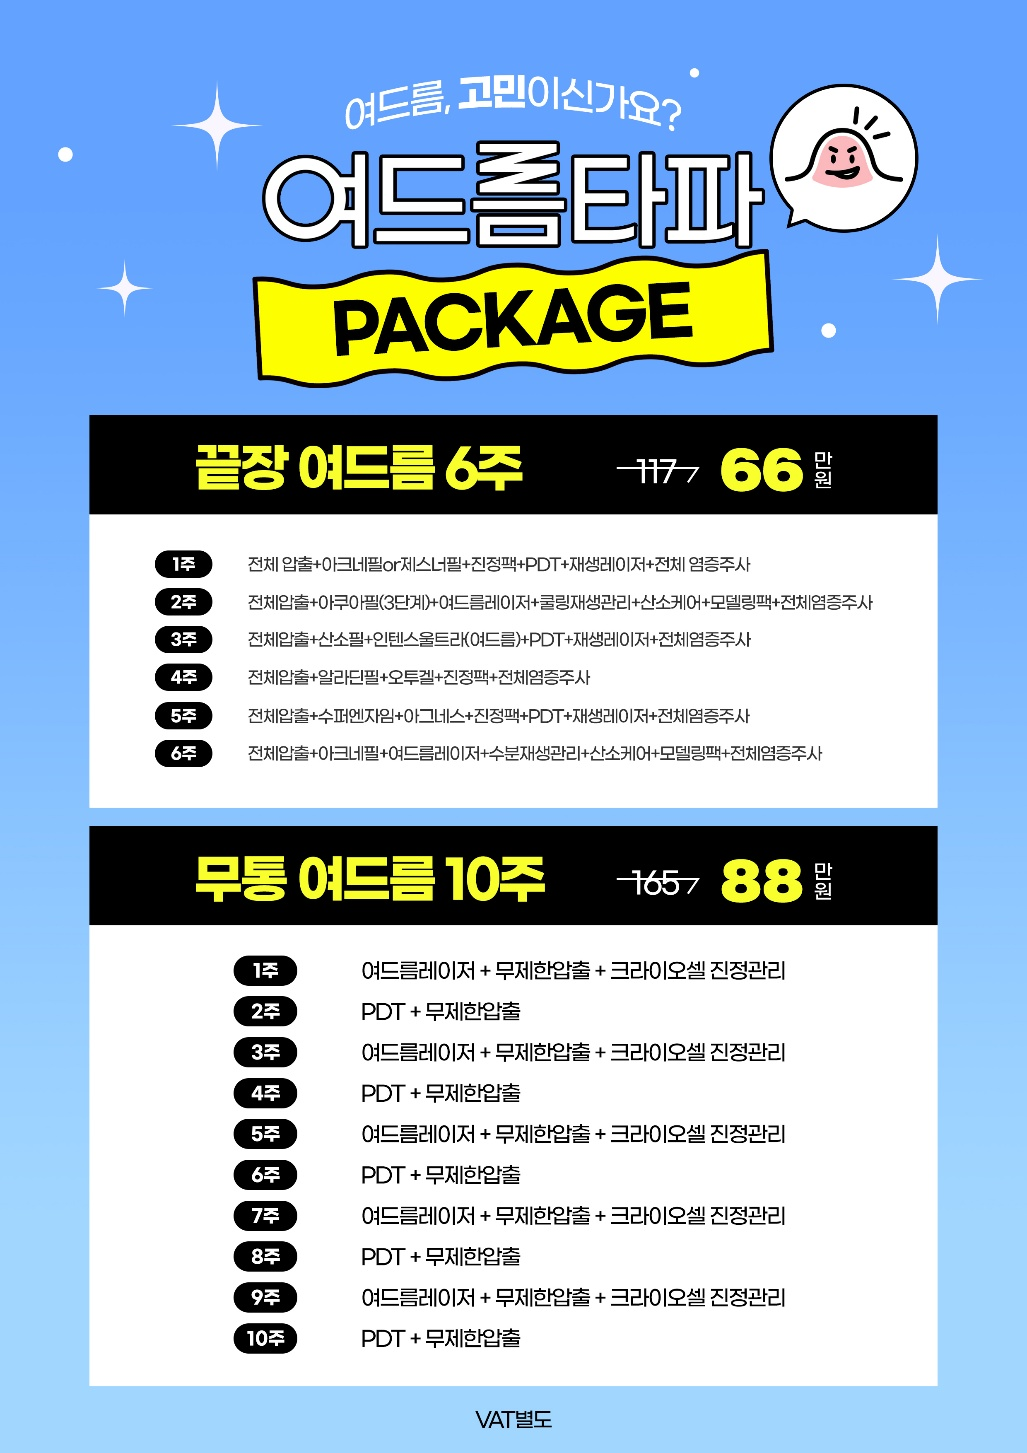 여드름, 고민이신가요?
여드름타파
PACKAGE
끝장 여드름 6주 117 66 만원
1주 전체 압출+아크네필or제스너필+진정팩+PDT+재생레이저+전체 염증주사
2주 전체압출+아쿠아필(3단계)+여드름레이저+쿨링재생관리+산소케어+모델링팩+전체염증주사
3주 전체압출+산소필+인텐스울트라(여드름)+PDT+재생레이저+전체염증주사
4주 전체압출+알라딘필+오투겔+진정팩+전체염증주사
5주 전체압출+수퍼엔자임+아그네스+진정팩+PDT+재생레이저+전체염증주사
6주 전체압출+아크네필+여드름레이저+수분재생관리+산소케어+모델링팩+전체염증주사
무통 여드름 10주 165 88 만원
1주 여드름레이저 + 무제한압출 + 크라이오셀 진정관리
2주 PDT + 무제한압출
3주 여드름레이저 + 무제한압출 + 크라이오셀 진정관리
4주 PDT + 무제한압출
5주 여드름레이저 + 무제한압출 + 크라이오셀 진정관리
6주 PDT + 무제한압출
7주 여드름레이저 + 무제한압출 + 크라이오셀 진정관리
8주 PDT + 무제한압출
9주 여드름레이저 + 무제한압출 + 크라이오셀 진정관리
10주 PDT + 무제한압출
VAT별도